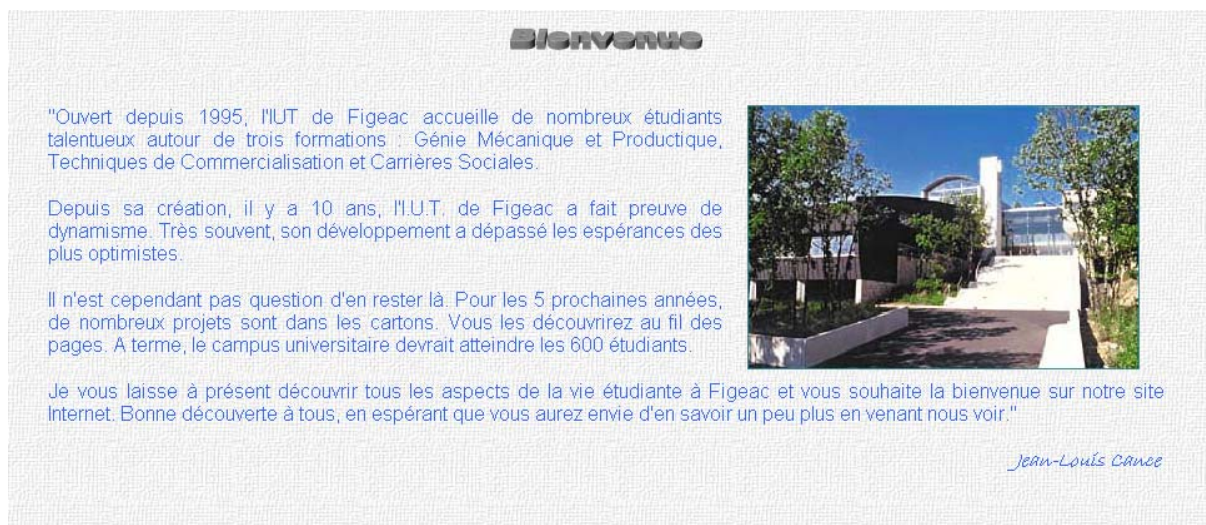 Bienvenue
"Ouvert depuis 1995, l'IUT de Figeac accueille de nombreux étudiants
talentueux autour de trois formations : Génie Mécanique et Productique,
Techniques de Commercialisation et Carrières Sociales.
Depuis sa création, il y a 10 ans, l'I.U.T. de Figeac a fait preuve de
dynamisme. Très souvent, son développement a dépassé les espérances des
plus optimistes.
Il n'est cependant pas question d'en rester là. Pour les 5 prochaines années,
de nombreux projets sont dans les cartons. Vous les découvrirez au fil des
pages. A terme, le campus universitaire devrait atteindre les 600 étudiants.
Je vous laisse à présent découvrir tous les aspects de la vie étudiante à Figeac et vous souhaite la bienvenue sur notre site
Internet. Bonne découverte à tous, en espérant que vous aurez envie d'en savoir un peu plus en venant nous voir."
Jean-Louis Cance